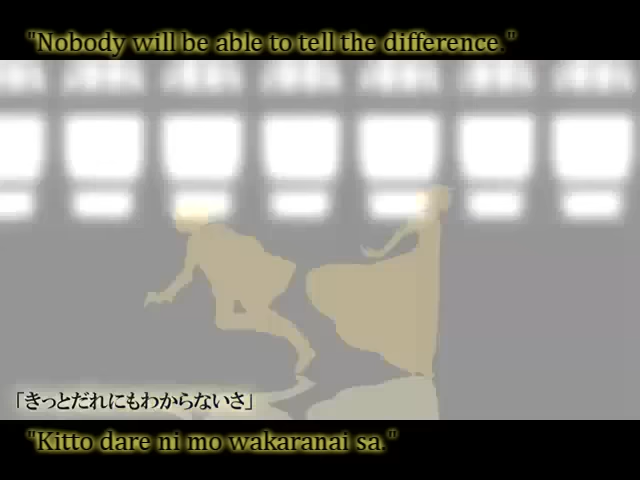 "Nobody will be able to tell the difference."
「きっとだれにもわからないさ」
"Kitto dare ni mo wakaranai sa."